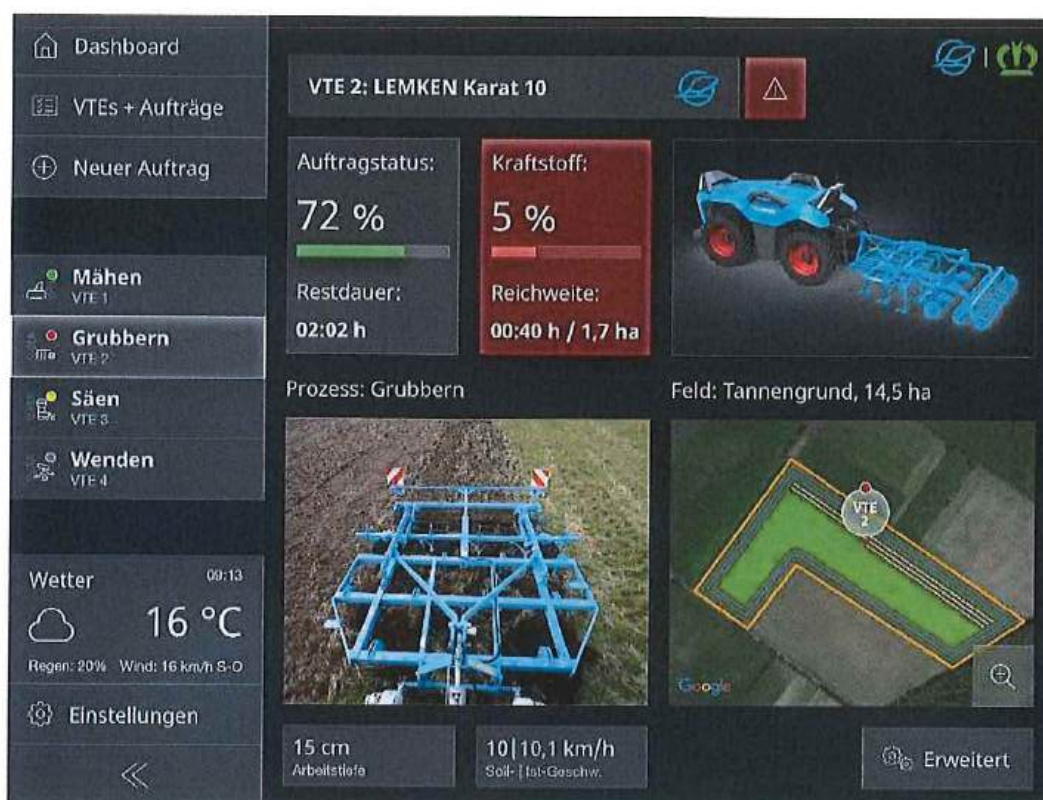 Dashboard
VTEs + Aufträge
Neuer Auftrag
Mähen
VTE 1
Grubbern
VTE 2
Säen
VTE 3
Wenden
VTE 4
Wetter 09:13
16 °C
Regen: 20% Wind: 16 km/h S-O
Einstellungen
VTE 2: LEMKEN Karat 10
Auftragstatus:
72 %
Restdauer:
02:02 h
Kraftstoff:
5 %
Reichweite:
00:40 h / 1,7 ha
Prozess: Grubbern
Feld: Tannengrund, 14,5 ha
VTE
2
Google
15 cm
Arbeitstiefe
10|10,1 km/h
Soll- | Ist-Geschw.
Erweitert